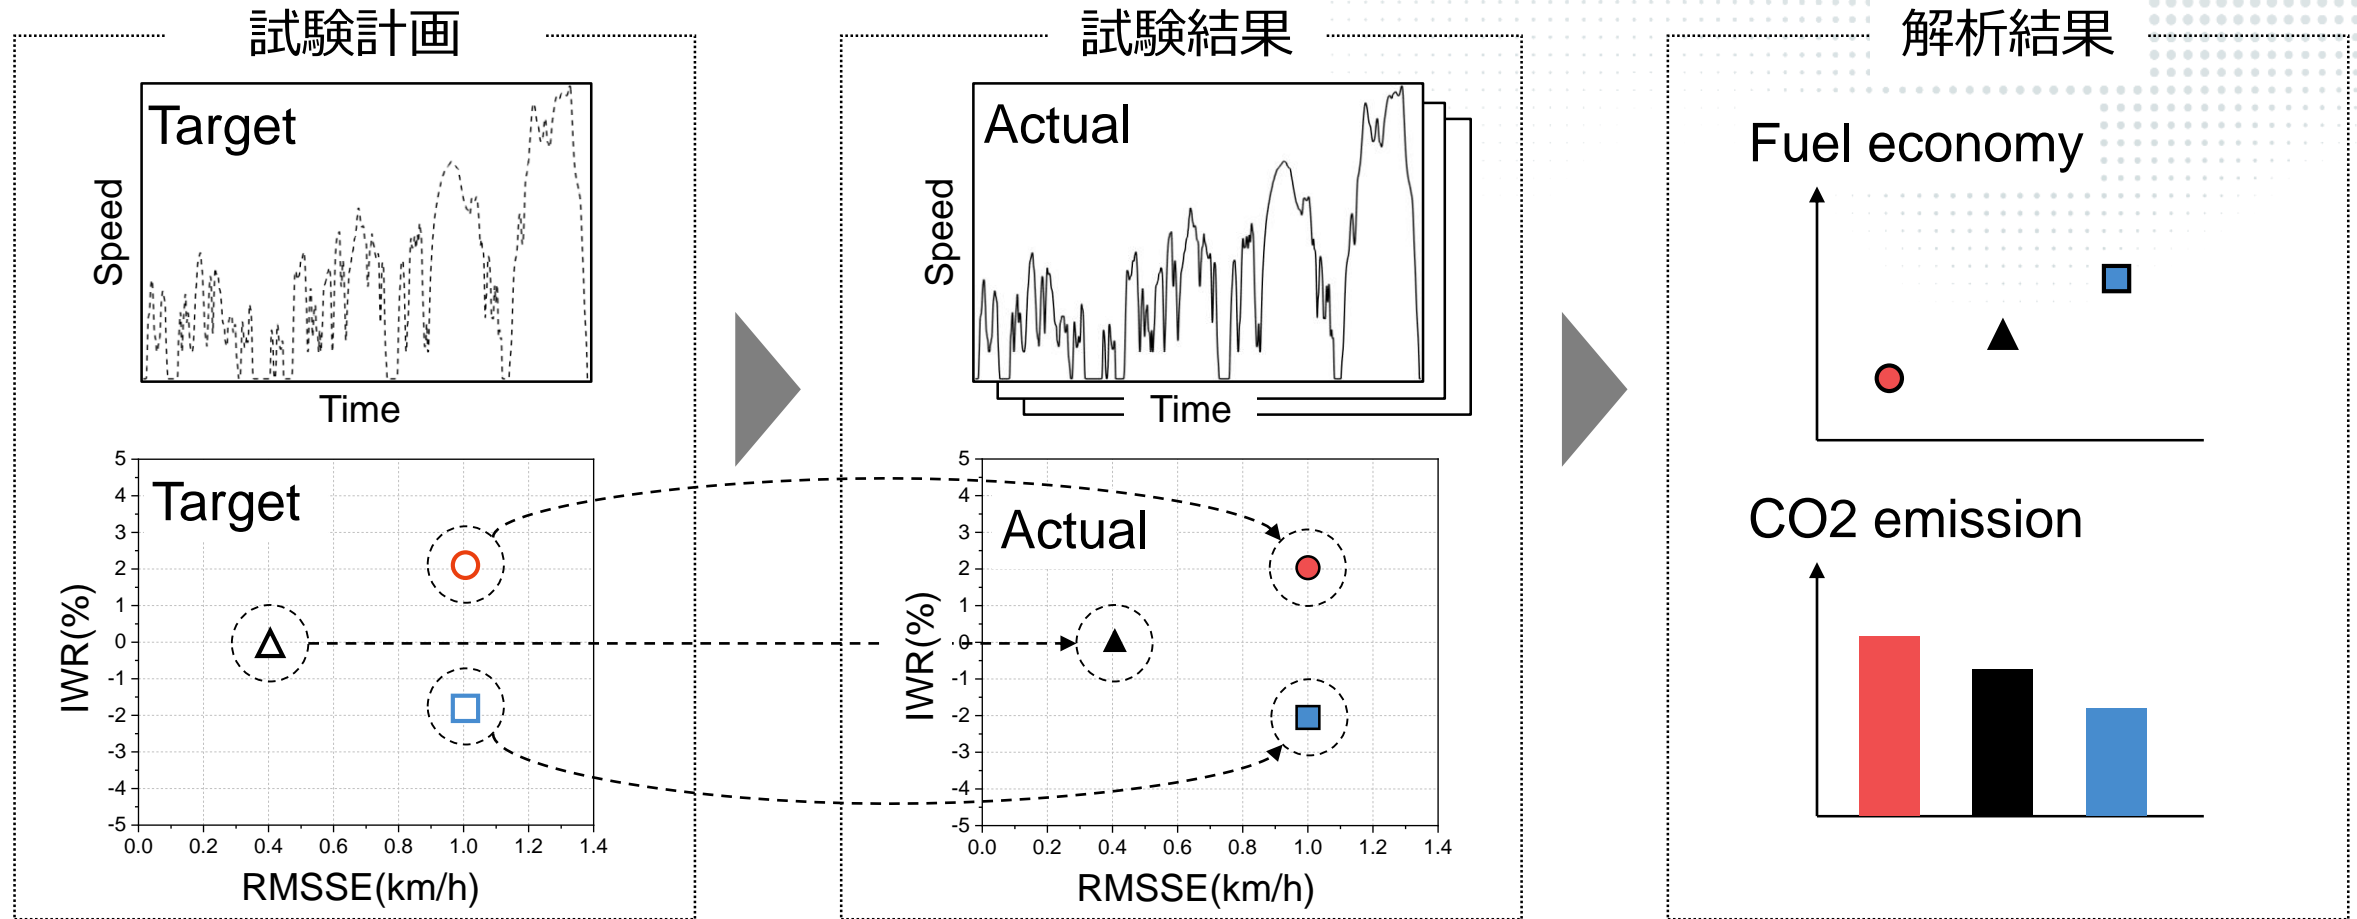 試験計画
Target
Speed
Time
5
4
3
2
1
0
-1
-2
-3
-4
-5
Target
IWR(%)
0.0 0.2 0.4 0.6 0.8 1.0 1.2 1.4
RMSSE(km/h)
試験結果
Actual
Speed
Time
5
4
3
2
1
0
-1
-2
-3
-4
-5
Actual
IWR(%)
0.0 0.2 0.4 0.6 0.8 1.0 1.2 1.4
RMSSE(km/h)
解析結果
Fuel economy
CO2 emission